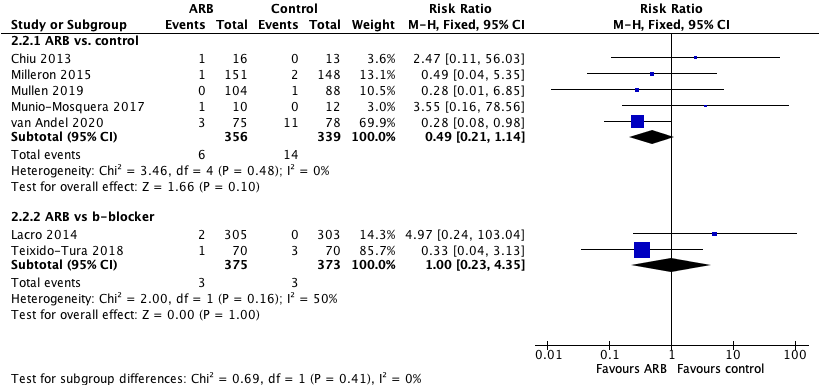 ARB Control Risk Ratio Risk Ratio
Study or Subgroup Events Total Events Total Weight M-H, Fixed, 95% CI M-H, Fixed, 95% CI
2.2.1 ARB vs. control
Chiu 2013 1 16 0 13 3.6% 2.47 [0.11, 56.03]
Milleron 2015 1 151 2 148 13.1% 0.49 [0.04, 5.35]
Mullen 2019 0 104 1 88 10.5% 0.28 [0.01, 6.85]
Munio-Mosquera 2017 1 10 0 12 3.0% 3.55 [0.16, 78.56]
van Andel 2020 3 75 11 78 69.9% 0.28 [0.08, 0.98]
Subtotal (95% CI) 356 339 100.0% 0.49 [0.21, 1.14]
Total events 6 14
Heterogeneity: Chi² = 3.46, df = 4 (P = 0.48); I² = 0%
Test for overall effect: Z = 1.66 (P = 0.10)
2.2.2 ARB vs b-blocker
Lacro 2014 2 305 0 303 14.3% 4.97 [0.24, 103.04]
Teixido-Tura 2018 1 70 3 70 85.7% 0.33 [0.04, 3.13]
Subtotal (95% CI) 375 373 100.0% 1.00 [0.23, 4.35]
Total events 3 3
Heterogeneity: Chi² = 2.00, df = 1 (P = 0.16); I² = 50%
Test for overall effect: Z = 0.00 (P = 1.00)
0.01 0.1 1 10 100
Favours ARB Favours control
Test for subgroup differences: Chi² = 0.69, df = 1 (P = 0.41), I² = 0%